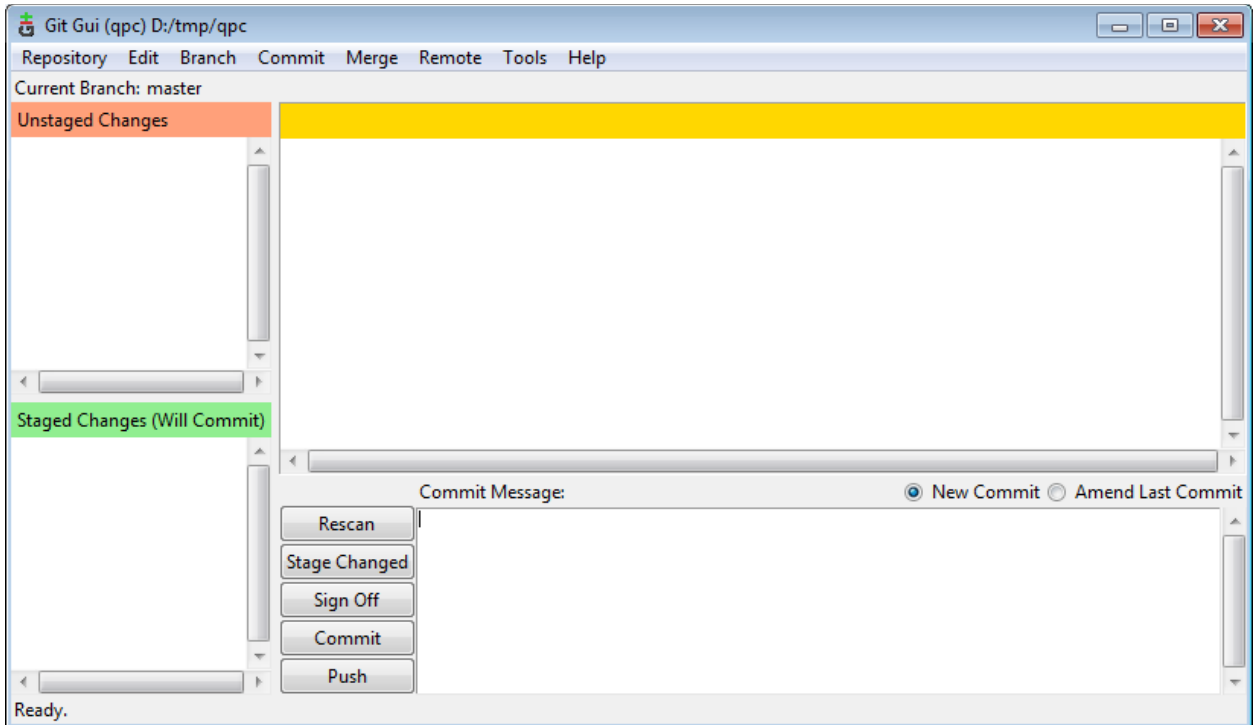 Git Gui (qpc) D:/tmp/qpc
Repository Edit Branch Commit Merge Remote Tools Help
Current Branch: master
Unstaged Changes
Staged Changes (Will Commit)
Commit Message:
New Commit Amend Last Commit
Rescan
Stage Changed
Sign Off
Commit
Push
Ready.